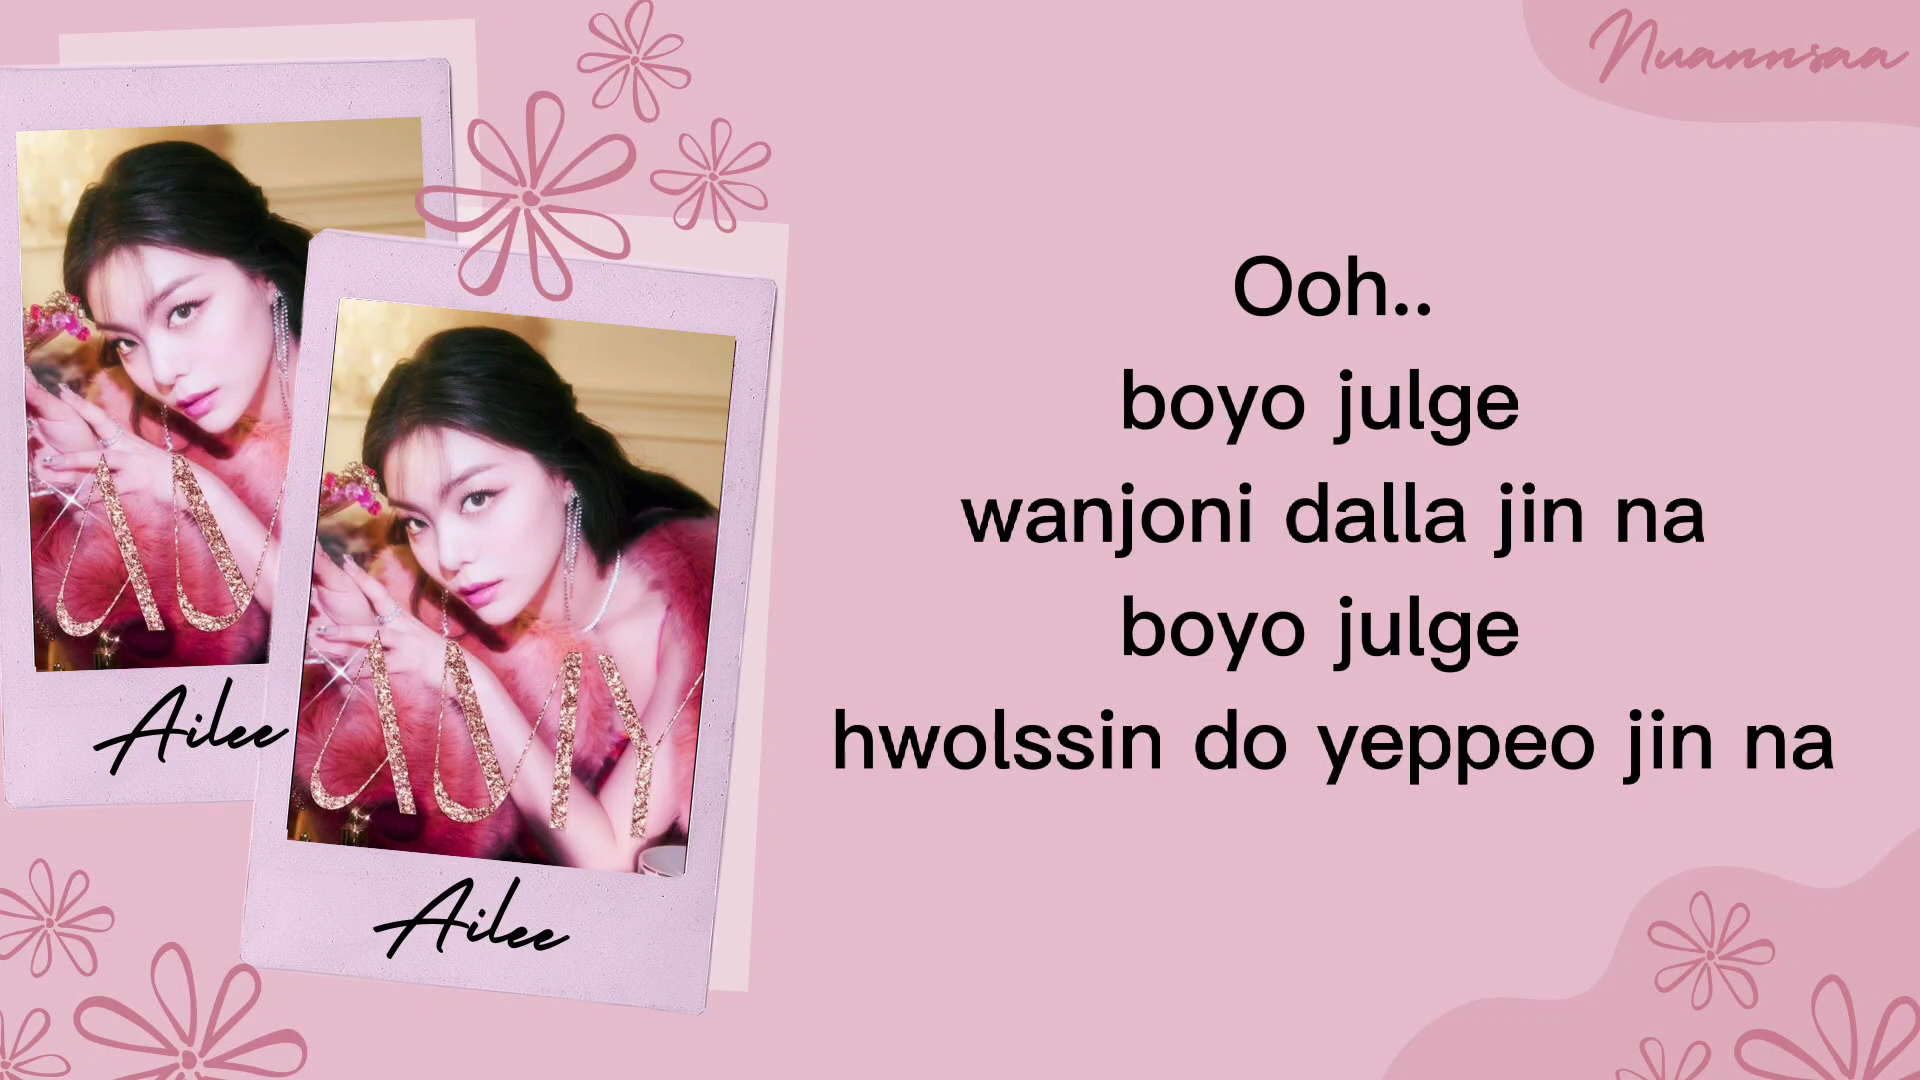 Nuannsaa
Ooh..
boyo julge
wanjoni dalla jin na
boyo julge
hwolssin do yeppeo jin na
Ailee
Ailee